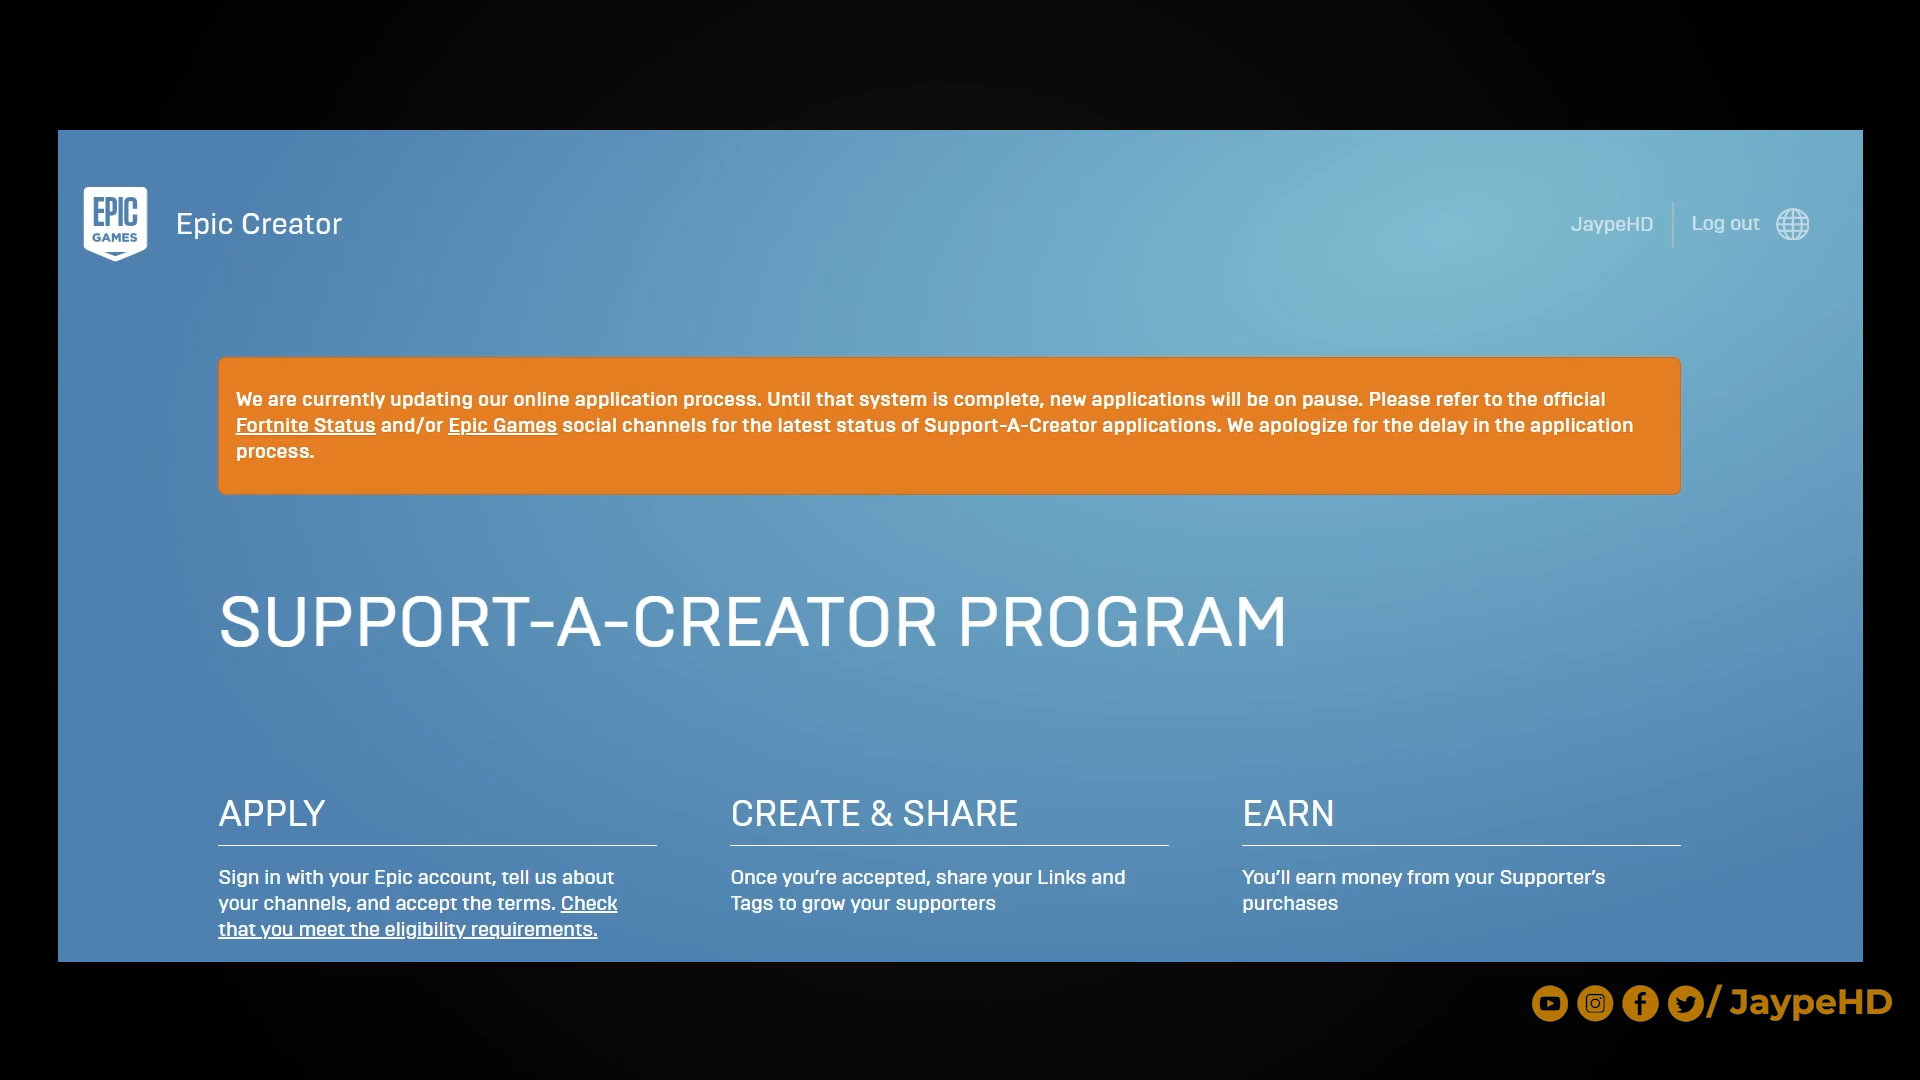 EPIC
GAMES
Epic Creator
JaypeHD
Log out
We are currently updating our online application process. Until that system is complete, new applications will be on pause. Please refer to the official
Fortnite Status and/or Epic Games social channels for the latest status of Support-A-Creator applications. We apologize for the delay in the application
process.
SUPPORT-A-CREATOR PROGRAM
APPLY
Sign in with your Epic account, tell us about
your channels, and accept the terms. Check
that you meet the eligibility requirements.
CREATE & SHARE
Once you’re accepted, share your Links and
Tags to grow your supporters
EARN
You’ll earn money from your Supporter’s
purchases
/ JaypeHD